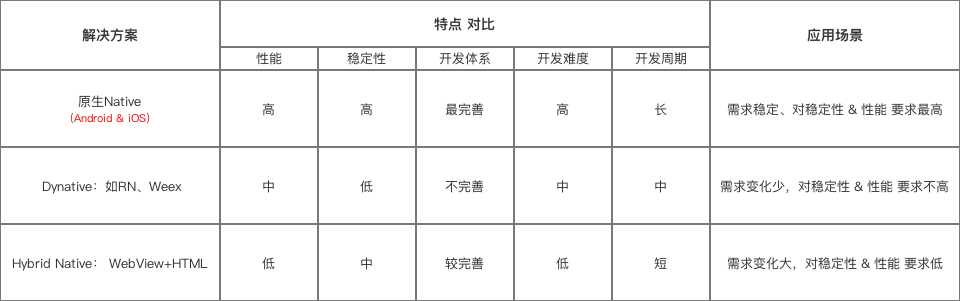 解决方案
特点 对比
应用场景
性能
稳定性
开发体系
开发难度
开发周期
原生Native
(Android & iOS)
高
高
最完善
高
长
需求稳定、对稳定性 & 性能 要求最高
Dynative：如RN、Weex
中
低
不完善
中
中
需求变化少，对稳定性 & 性能 要求不高
Hybrid Native： WebView+HTML
低
中
较完善
低
短
需求变化大，对稳定性 & 性能 要求低